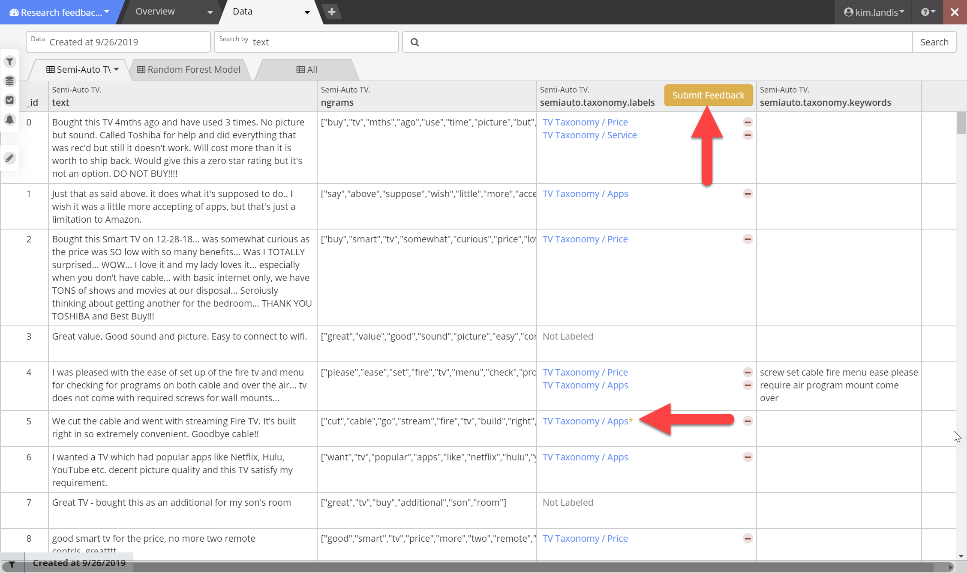 Research feedbac...
Overview
Data
kim.landis
Data Created at 9/26/2019
Search by text
Search
Semi-Auto TV
Random Forest Model
All
_id
Semi-Auto TV.
text
Semi-Auto TV.
ngrams
Semi-Auto TV.
semiauto.taxonomy.labels
Submit Feedback
Semi-Auto TV.
semiauto.taxonomy.keywords
0
Bought this TV 4mths ago and have used 3 times. No picture
but sound. Called Toshiba for help and did everything that
was rec'd but still it doesn't work. Will cost more than it is
worth to ship back. Would give this a zero star rating but it's
not an option. DO NOT BUY!!!!
["buy","tv","mths","ago","use","time","picture","but",
TV Taxonomy / Price
TV Taxonomy / Service
1
Just that as said above. it does what it's supposed to do.. I
wish it was a little more accepting of apps, but that's just a
limitation to Amazon.
["say","above","suppose","wish","little","more","acce
TV Taxonomy / Apps
2
Bought this Smart TV on 12-28-18... was somewhat curious as
the price was SO low with so many benefits... Was I TOTALLY
surprised... WOW... I love it and my lady loves it... especially
when you don't have cable... with basic internet only, we have
TONS of shows and movies at our disposal... Seroiusly
thinking about getting another for the bedroom... THANK YOU
TOSHIBA and Best Buy!!!
["buy","smart","tv","somewhat","curious","price","lo
TV Taxonomy / Price
3
Great value, Good sound and picture. Easy to connect to wifi.
["great","value","good","sound","picture","easy","con
Not Labeled
4
I was pleased with the ease of set up of the fire tv and menu
for checking for programs on both cable and over the air... tv
does not come with required screws for wall mounts...
["please","ease","set","fire","tv","menu","check","pro
TV Taxonomy / Price
TV Taxonomy / Apps
screw set cable fire menu ease please
require air program mount come
over
5
We cut the cable and went with streaming Fire TV. It's built
right in so extremely convenient. Goodbye cable!!
["cut","cable","go","stream","fire","tv","build","right",
TV Taxonomy / Apps*
6
I wanted a TV which had popular apps like Netflix, Hulu,
YouTube etc. decent picture quality and this TV satisfy my
requirement.
["want","tv","popular","apps","like","netflix","hulu","y
TV Taxonomy / Apps
7
Great TV - bought this as an additional for my son's room
["great","tv","buy","additional","son","room"]
Not Labeled
8
good smart tv for the price, no more two remote
contrls. greatttt
["good","smart","tv","price","more","two","remote",
TV Taxonomy / Price
Created at 9/26/2019